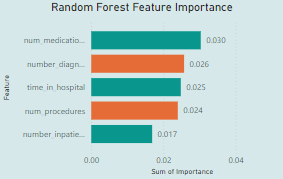 Random Forest Feature Importance
Feature
num_medicatio... 0.030
number_diagn... 0.026
time_in_hospital 0.025
num_procedures 0.024
number_inpatie... 0.017
0.00 0.02 0.04
Sum of Importance